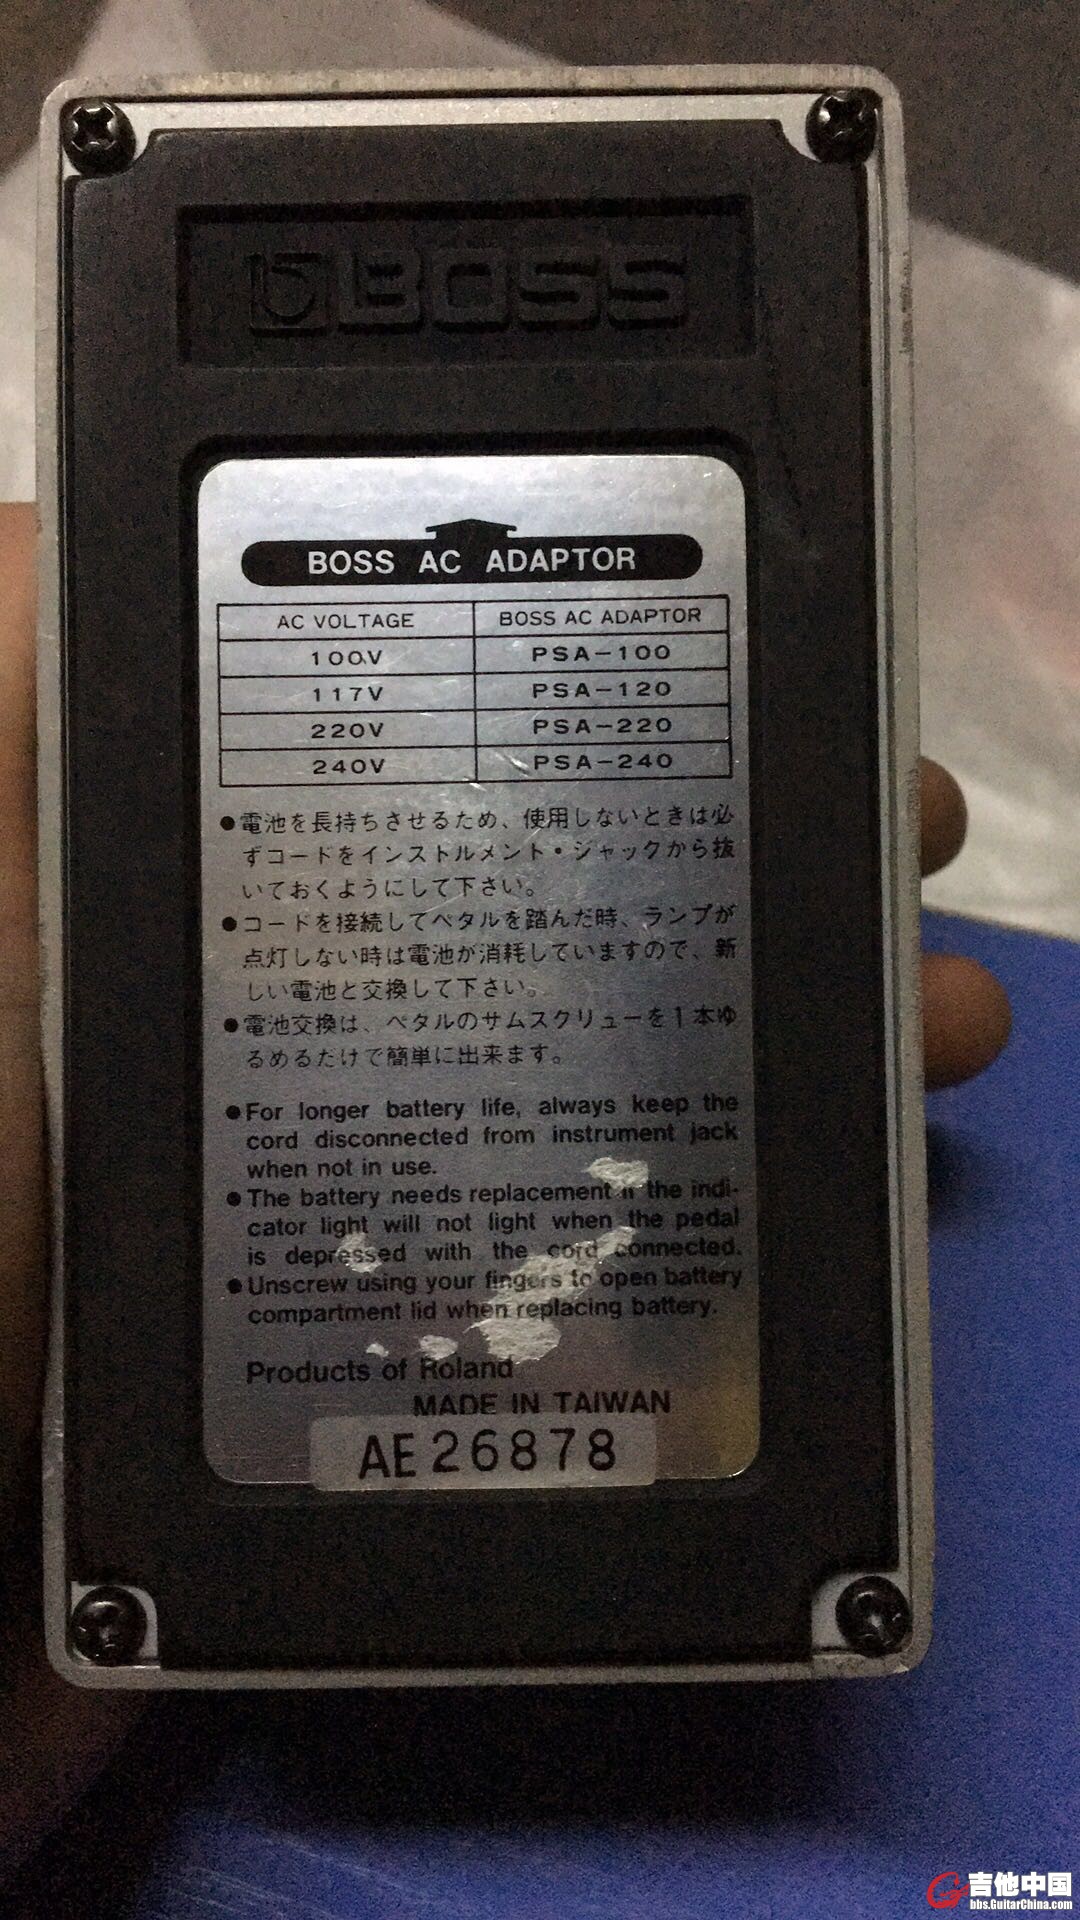 BOSS
BOSS AC ADAPTOR
AC VOLTAGE BOSS AC ADAPTOR
100V PSA-100
117V PSA-120
220V PSA-220
240V PSA-240
●電池を長持ちさせるため、使用しないときは必
ずコードをインストルメント・ジャックから抜
いておくようにして下さい。
●コードを接続してペタルを踏んだ時、ランプが
点灯しない時は電池が消耗していますので、新
しい電池と交換して下さい。
●電池交換は、ペタルのサムスクリューを1本ゆ
るめるだけで簡単に出来ます。
●For longer battery life, always keep the
cord disconnected from instrument jack
when not in use.
●The battery needs replacement if the indi-
cator light will not light when the pedal
is depressed with the cord connected.
●Unscrew using your fingers to open battery
compartment lid when replacing battery.
Products of Roland
MADE IN TAIWAN
AE26878
吉他中国
bbs.GuitarChina.com